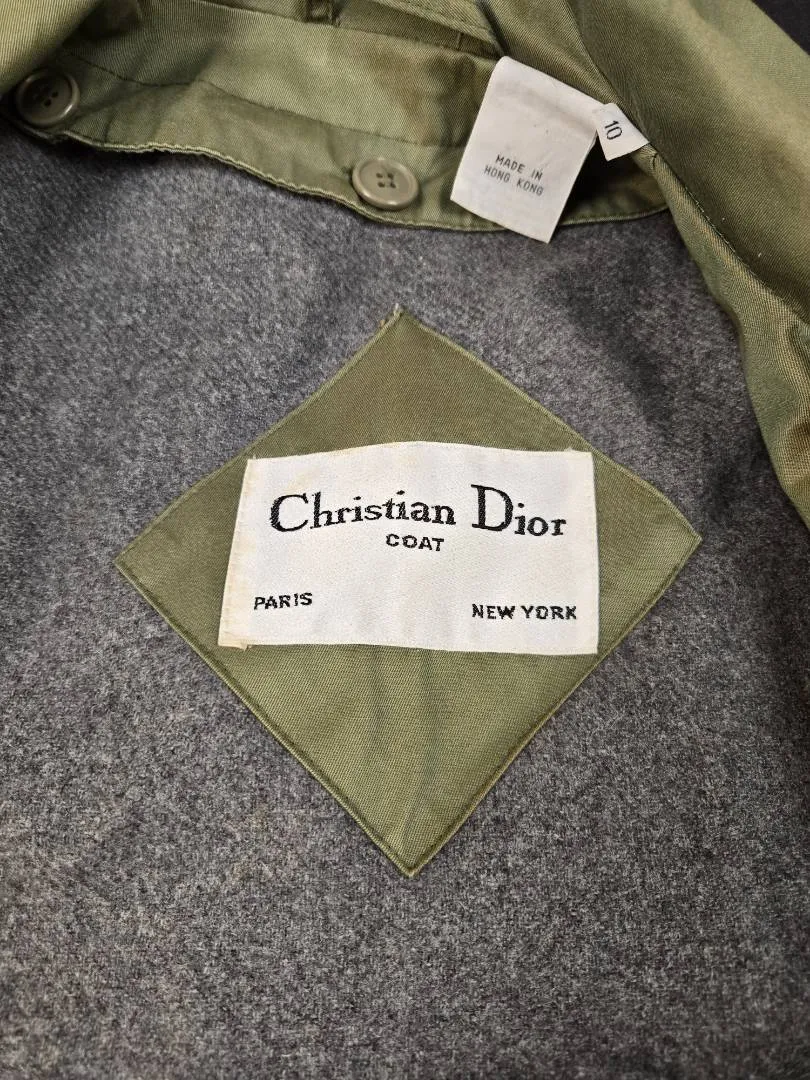 10
MADE IN
HONG KONG
Christian Dior
COAT
PARIS
NEW YORK